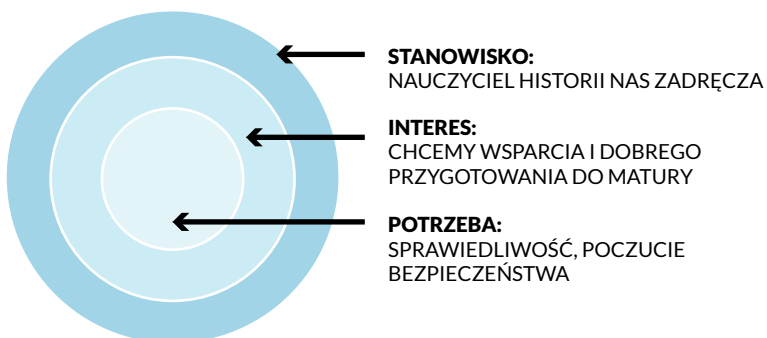 STANOWISKO:
NAUCZYCIEL HISTORII NAS ZADRĘCZA
INTERES:
CHCEMY WSPARCIA I DOBREGO
PRZYGOTOWANIA DO MATURY
POTRZEBA:
SPRAWIEDLIWOŚĆ, POCZUCIE
BEZPIECZEŃSTWA